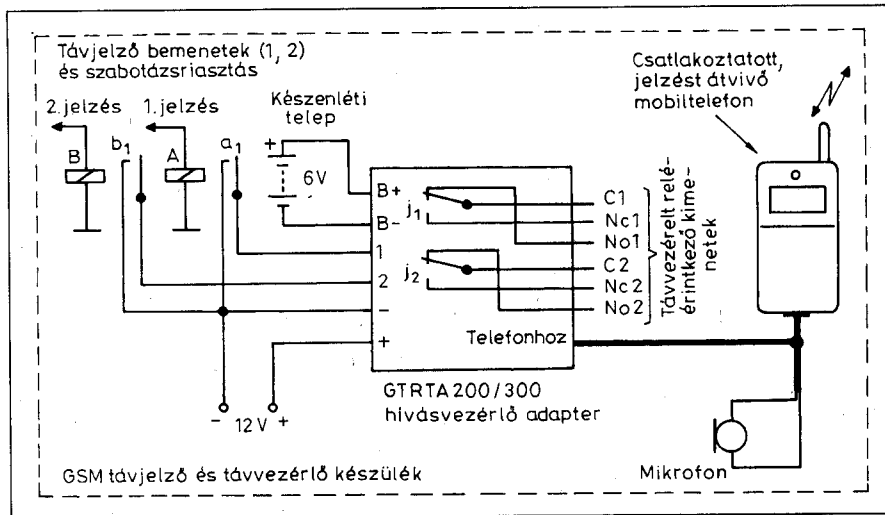 Távjelző bemenetek (1, 2)
és szabotázsriasztás
2. jelzés
1. jelzés
Készenléti
telep
B
b1
A
a1
+
6V
-
B+
B-
1
2
-
+
j1
j2
Telefonhoz
C1
Nc1
No1
C2
Nc2
No2
Távvezérelt relé-
érintkező kime-
netek
Csatlakoztatott,
jelzést átvivő
mobiltelefon
GTRTA200/300
hívásvezérlő adapter
- 12V +
Mikrofon
GSM távjelző és távvezérlő készülék